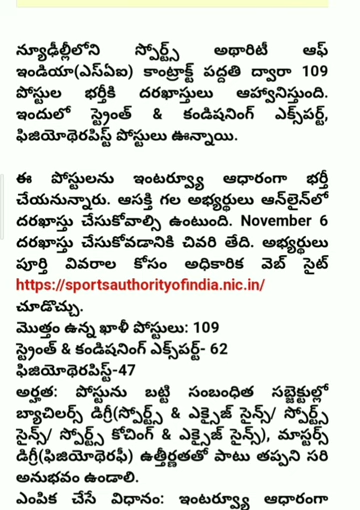 న్యూఢీల్లీలోని స్పోర్ట్స్ అథారిటీ ఆఫ్
ఇండియా(ఎస్ఏఐ) కాంట్రాక్ట్ పద్దతి ద్వారా 109
పోస్టుల భర్తీకి దరఖాస్తులు ఆహ్వానిస్తుంది.
ఇందులో స్ట్రెంత్ & కండిషనింగ్ ఎక్స్‌పర్ట్,
ఫిజియోథెరపిస్ట్ పోస్టులు ఊన్నాయి.
ఈ పోస్టులను ఇంటర్వ్యూ ఆధారంగా భర్తీ
చేయనున్నారు. ఆసక్తి గల అభ్యర్థులు ఆన్‌లైన్‌లో
దరఖాస్తు చేసుకోవాల్సి ఉంటుంది. November 6
దరఖాస్తు చేసుకోవడానికి చివరి తేది. అభ్యర్థులు
పూర్తి వివరాల కోసం అధికారిక వెబ్ సైట్
https://sportsauthorityofindia.nic.in/
చూడొచ్చు.
మొత్తం ఉన్న ఖాళీ పోస్టులు: 109
స్ట్రెంత్ & కండిషనింగ్ ఎక్స్‌పర్ట్- 62
ఫిజియోథెరపిస్ట్-47
అర్హత: పోస్టును బట్టి సంబంధిత సబ్జెక్టుల్లో
బ్యాచిలర్స్ డిగ్రీ(స్పోర్ట్స్ & ఎక్సైజ్ సైన్స్/ స్పోర్ట్స్
సైన్స్/ స్పోర్ట్స్ కోచింగ్ & ఎక్సైజ్ సైన్స్), మాస్టర్స్
డిగ్రీ(ఫిజియోథెరఫీ) ఉత్తీర్ణతతో పాటు తప్పని సరి
అనుభవం ఉండాలి.
ఎంపిక చేసే విధానం: ఇంటర్వ్యూ ఆధారంగా